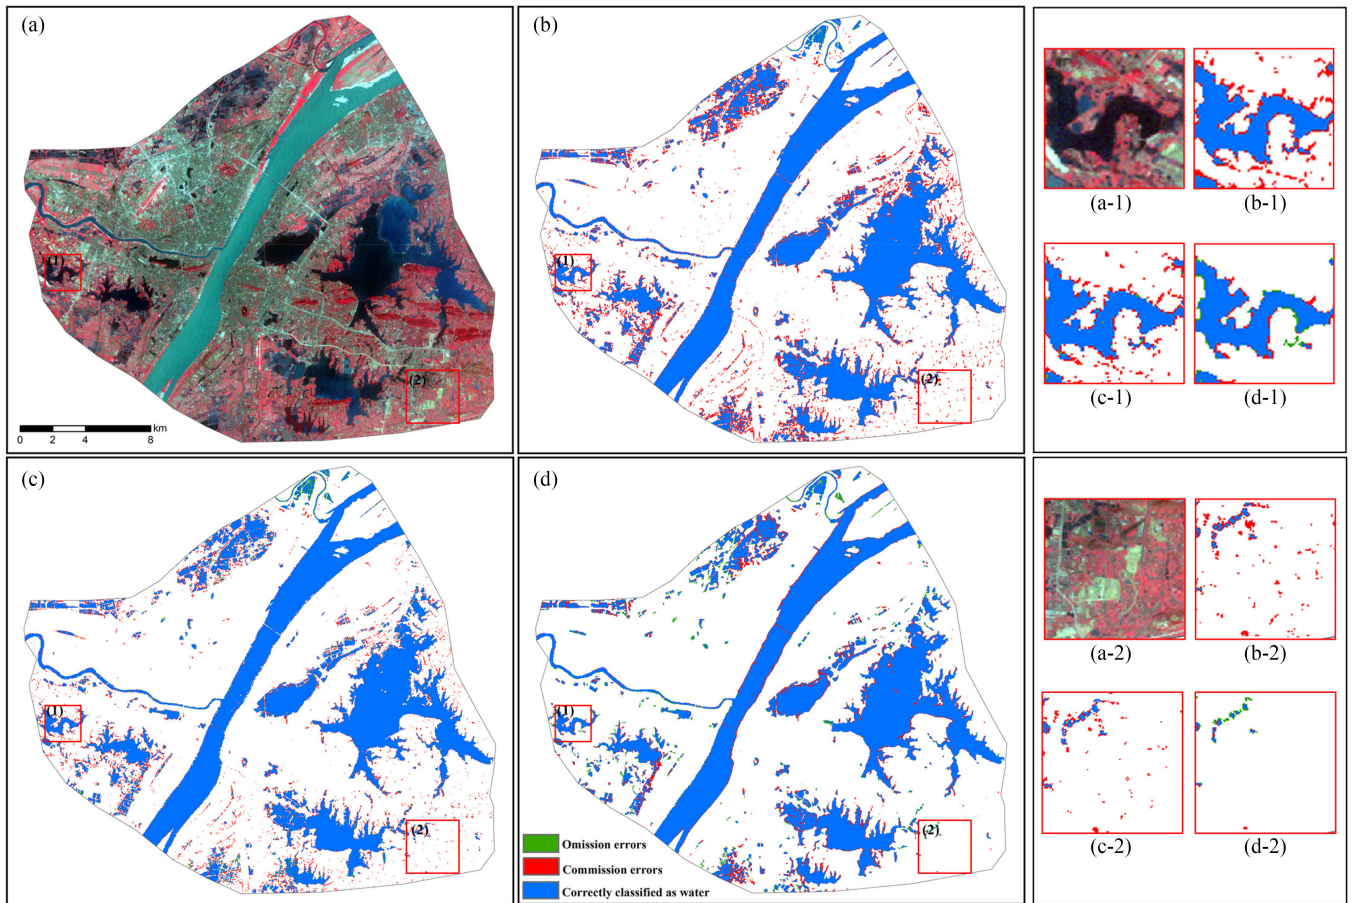 (a)
(1)
(2)
km
0 2 4 8
(b)
(1)
(2)
(a-1)
(b-1)
(c-1)
(d-1)
(c)
(1)
(2)
(d)
(1)
(2)
Omission errors
Commission errors
Correctly classified as water
(a-2)
(b-2)
(c-2)
(d-2)